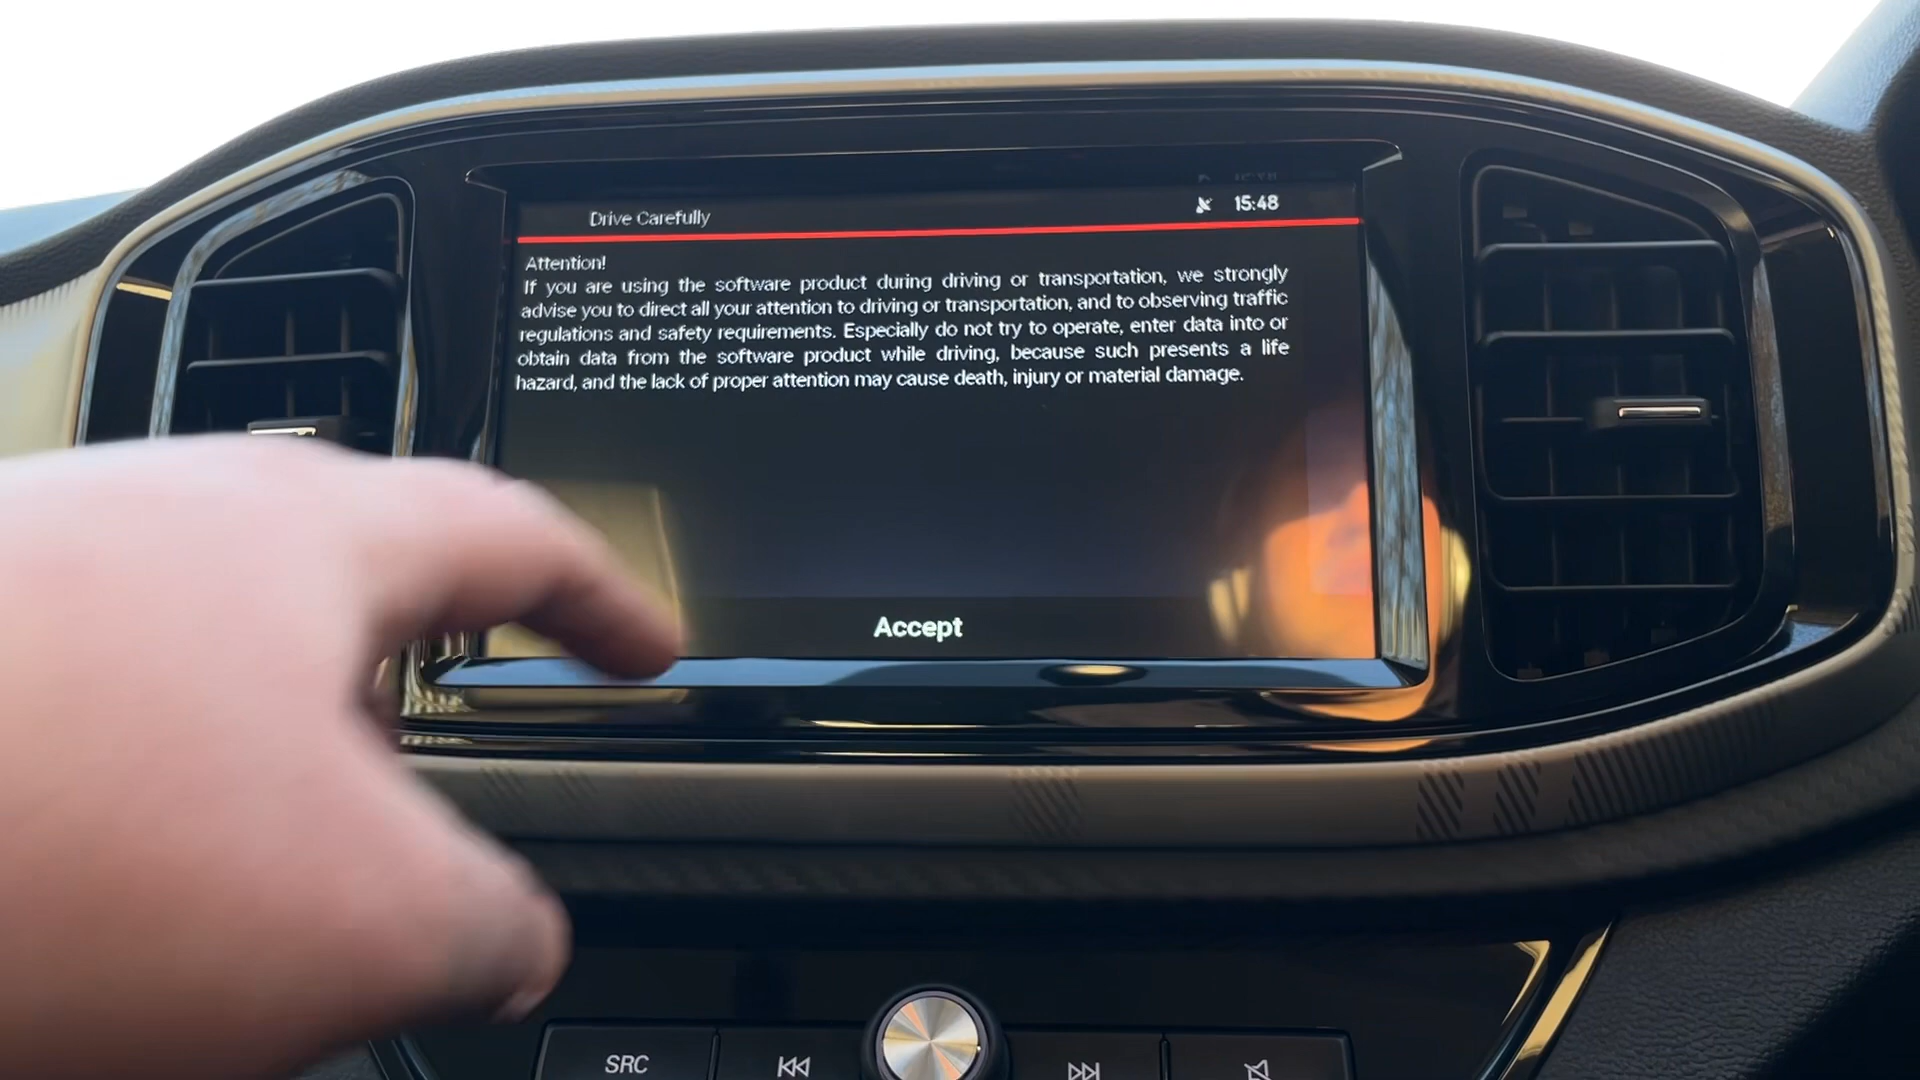 Drive Carefully
15:48
Attention!
If you are using the software product during driving or transportation, we strongly
advise you to direct all your attention to driving or transportation, and to observing traffic
regulations and safety requirements. Especially do not try to operate, enter data into or
obtain data from the software product while driving, because such presents a life
hazard, and the lack of proper attention may cause death, injury or material damage.
Accept
SRC